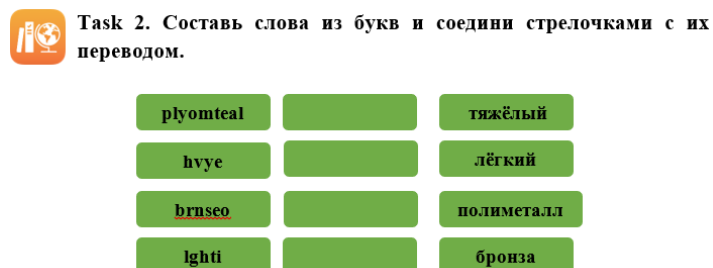 Task 2. Составь слова из букв и соедини стрелочками с их
переводом.
plyomteal тяжёлый
hvye лёгкий
brnseo полиметалл
lghti бронза